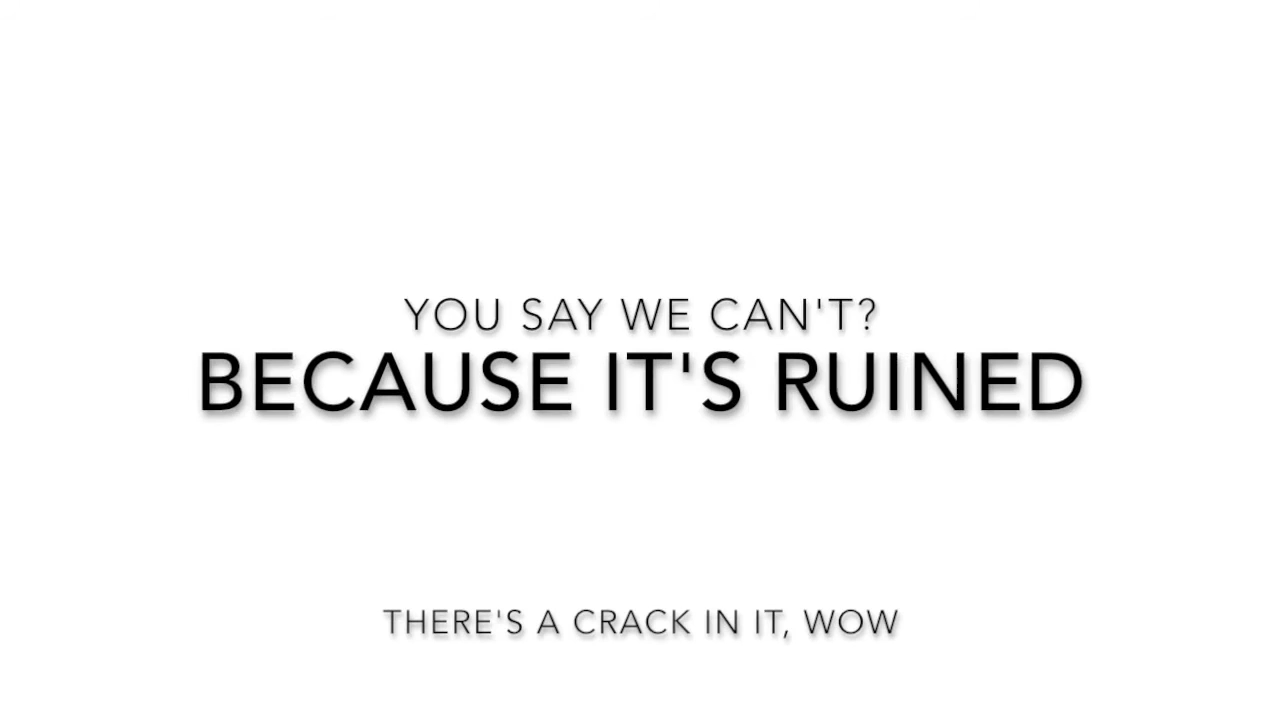 YOU SAY WE CAN'T?
BECAUSE IT'S RUINED
THERE'S A CRACK IN IT, WOW